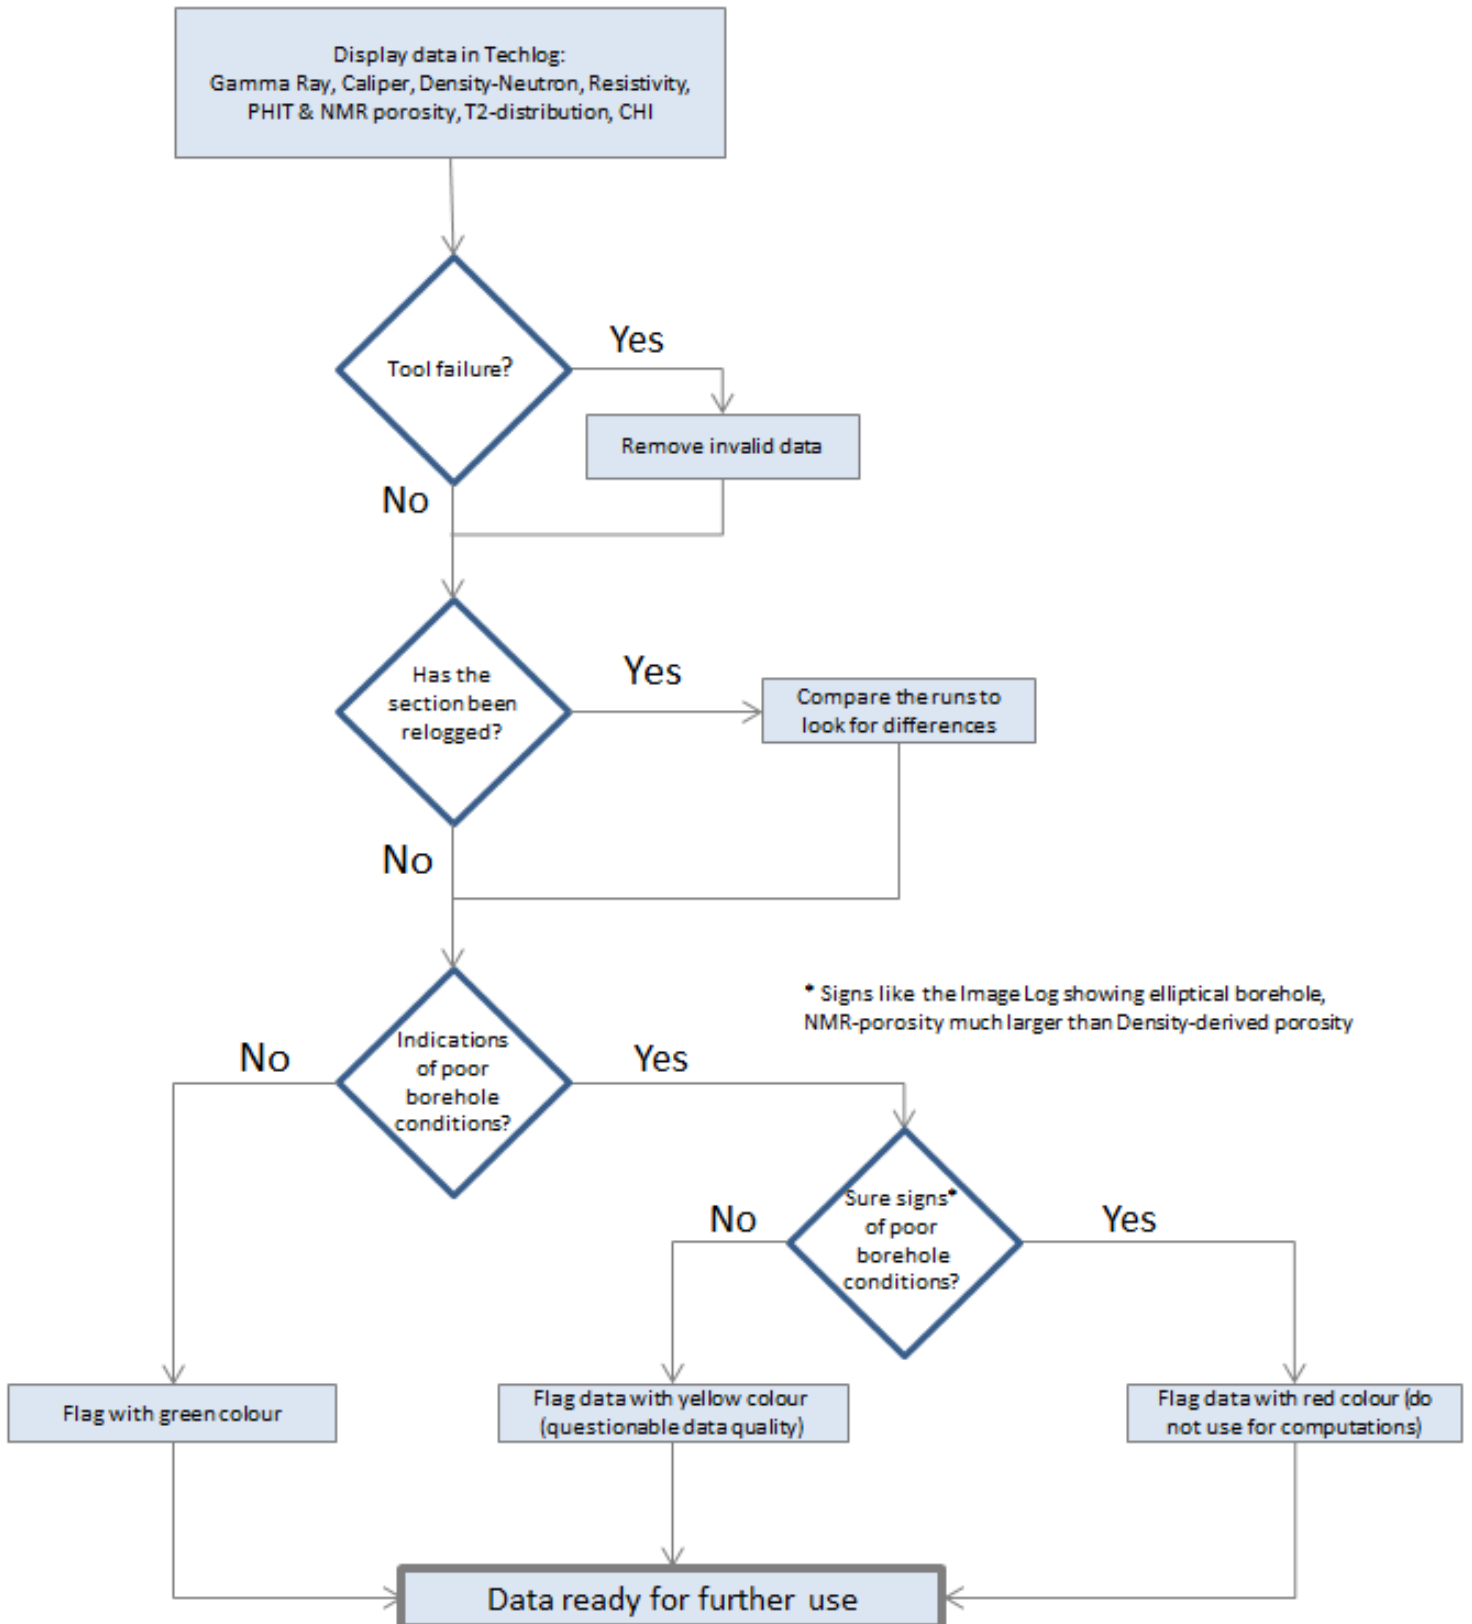 Display data in Techlog:
Gamma Ray, Caliper, Density-Neutron, Resistivity,
PHIT & NMR porosity, T2-distribution, CHI
Tool failure?
Yes
Remove invalid data
No
Has the
section been
relogged?
Yes
Compare the runs to
look for differences
No
* Signs like the Image Log showing elliptical borehole,
NMR-porosity much larger than Density-derived porosity
No
Indications
of poor
borehole
conditions?
Yes
No
Sure signs*
of poor
borehole
conditions?
Yes
Flag with green colour
Flag data with yellow colour
(questionable data quality)
Flag data with red colour (do
not use for computations)
Data ready for further use